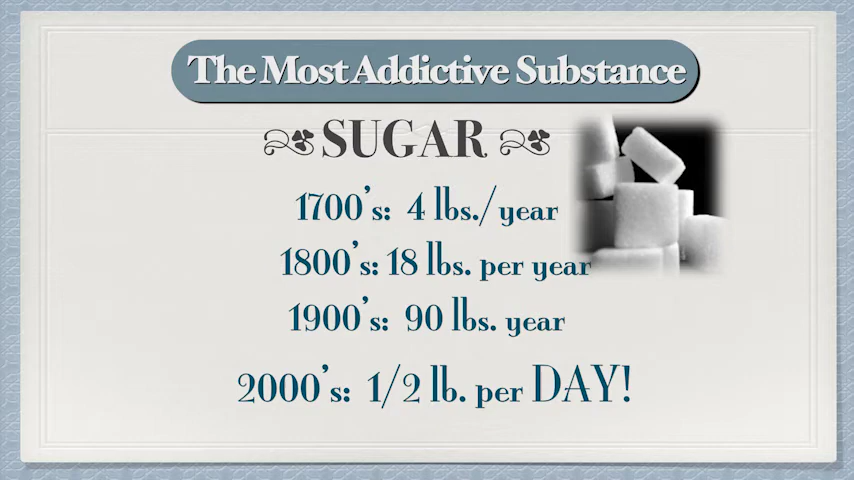 The Most Addictive Substance
SUGAR
1700's: 4 lbs./year
1800's: 18 lbs. per year
1900's: 90 lbs. year
2000's: 1/2 lb. per DAY!